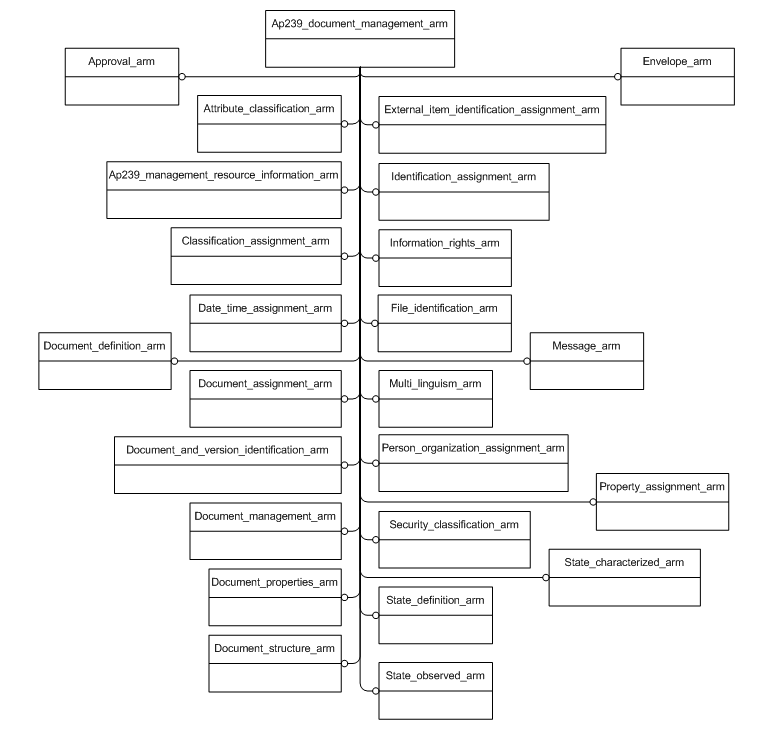 Ap239_document_management_arm
Approval_arm
Envelope_arm
Attribute_classification_arm
External_item_identification_assignment_arm
Ap239_management_resource_information_arm
Identification_assignment_arm
Classification_assignment_arm
Information_rights_arm
Date_time_assignment_arm
File_identification_arm
Document_definition_arm
Message_arm
Document_assignment_arm
Multi_linguism_arm
Document_and_version_identification_arm
Person_organization_assignment_arm
Property_assignment_arm
Document_management_arm
Security_classification_arm
State_characterized_arm
Document_properties_arm
State_definition_arm
Document_structure_arm
State_observed_arm